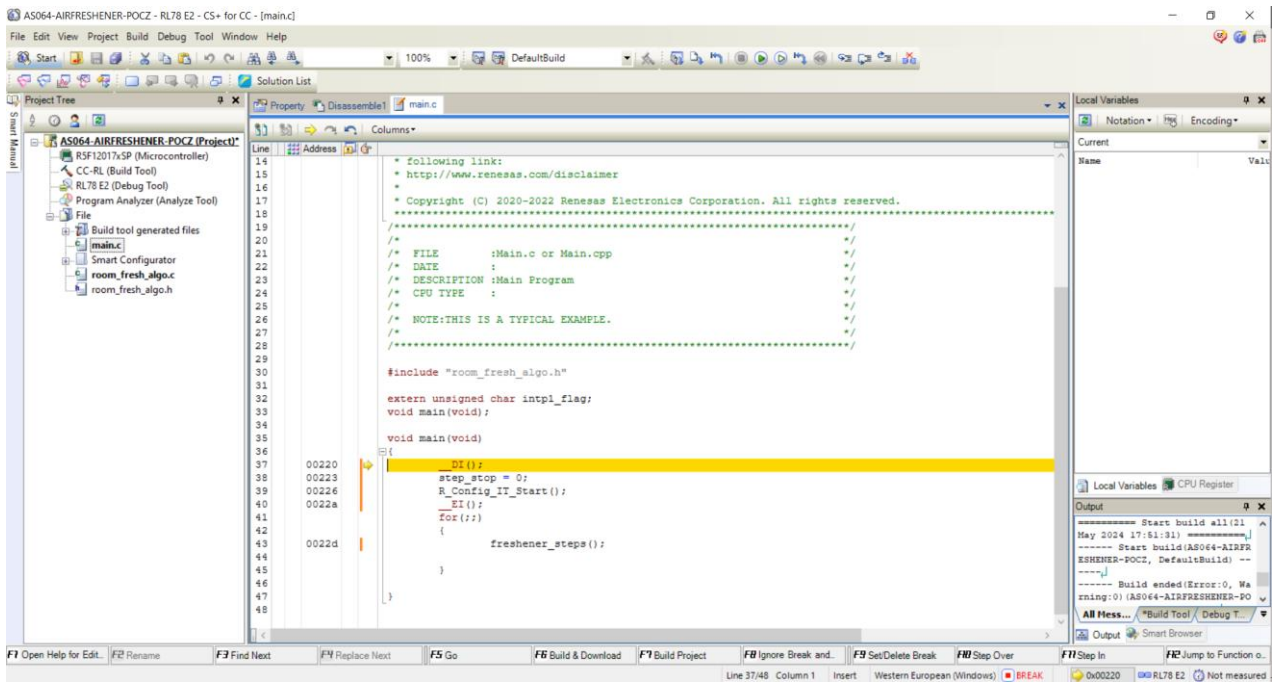 AS064-AIRFRESHENER-POCZ - RL78 E2 - CS+ for CC - [main.c]
File Edit View Project Build Debug Tool Window Help
Start 100% DefaultBuild
Solution List
Project Tree
Smart Manual
AS064-AIRFRESHENER-POCZ (Project)*
R5F12017xSP (Microcontroller)
CC-RL (Build Tool)
RL78 E2 (Debug Tool)
Program Analyzer (Analyze Tool)
File
Build tool generated files
main.c
Smart Configurator
room_fresh_algo.c
room_fresh_algo.h
Property Disassemble1 main.c
Columns
Line Address
14 * following link:
15 * http://www.renesas.com/disclaimer
16 *
17 * Copyright (C) 2020-2022 Renesas Electronics Corporation. All rights reserved.
18
19
20 /* */
21 /* FILE :Main.c or Main.cpp */
22 /* DATE : */
23 /* DESCRIPTION :Main Program */
24 /* CPU TYPE : */
25 /* */
26 /* NOTE:THIS IS A TYPICAL EXAMPLE. */
27 /* */
28
29
30 #include "room_fresh_algo.h"
31
32 extern unsigned char intp1_flag;
33 void main(void);
34
35 void main(void)
36 {
37 00220 __DI();
38 00223 step_stop = 0;
39 00226 R_Config_IT_Start();
40 0022a __EI();
41 for(;;)
42 {
43 0022d freshener_steps();
44
45 }
46
47 }
48
Local Variables
Notation Hex Encoding
Current
Name Valu
Local Variables CPU Register
Output
========== Start build all(21
May 2024 17:51:31) ==========
------ Start build(AS064-AIRFR
ESHENER-POCZ, DefaultBuild) --
----
------ Build ended(Error:0, Wa
rning:0)(AS064-AIRFRESHENER-PO
All Mess... *Build Tool Debug T...
Output Smart Browser
F1 Open Help for Edit.. F2 Rename F3 Find Next F4 Replace Next F5 Go F6 Build & Download F7 Build Project F8 Ignore Break and.. F9 Set/Delete Break F10 Step Over F11 Step In F12 Jump to Function o...
Line 37/48 Column 1 Insert Western European (Windows) BREAK 0x00220 RL78 E2 Not measured